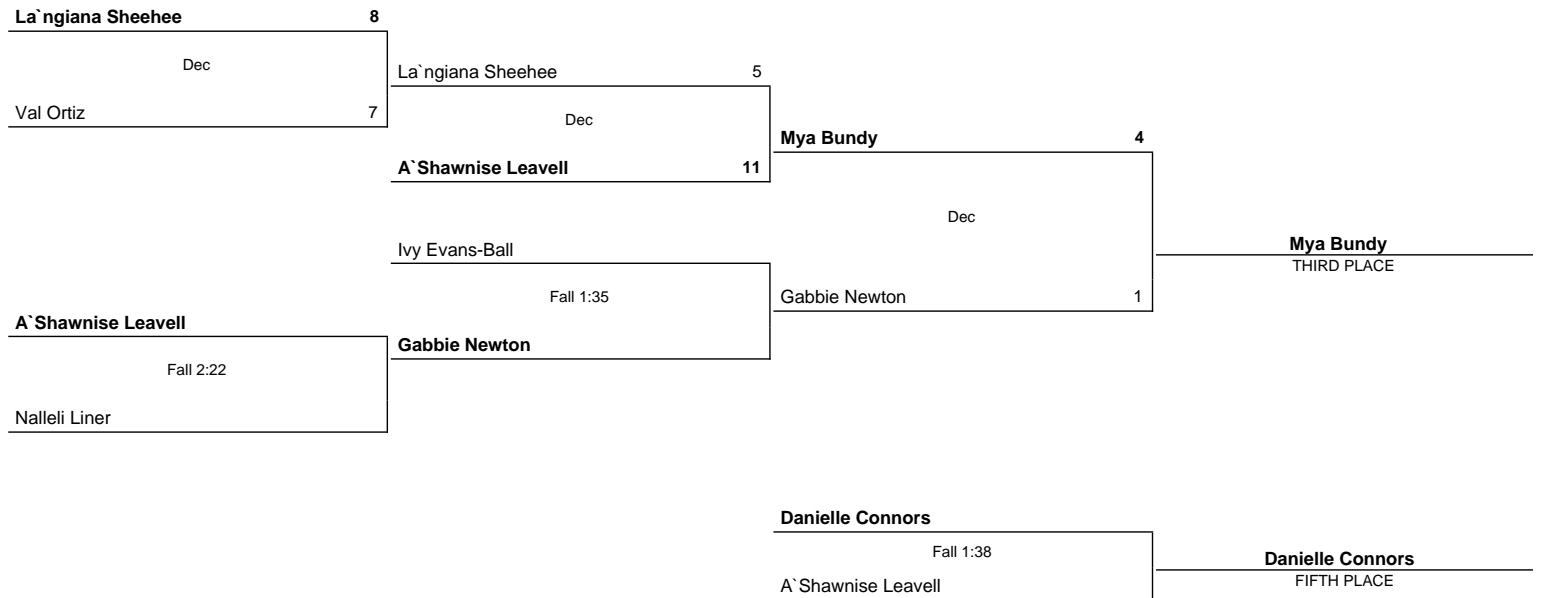 La`ngiana Sheehee 8
Dec
Val Ortiz 7
La`ngiana Sheehee 5
Dec
A`Shawnise Leavell 11
Mya Bundy 4
Dec
Gabbie Newton 1
Mya Bundy
THIRD PLACE
Ivy Evans-Ball
Fall 1:35
Gabbie Newton
A`Shawnise Leavell
Fall 2:22
Nalleli Liner
Danielle Connors
Fall 1:38
A`Shawnise Leavell
Danielle Connors
FIFTH PLACE